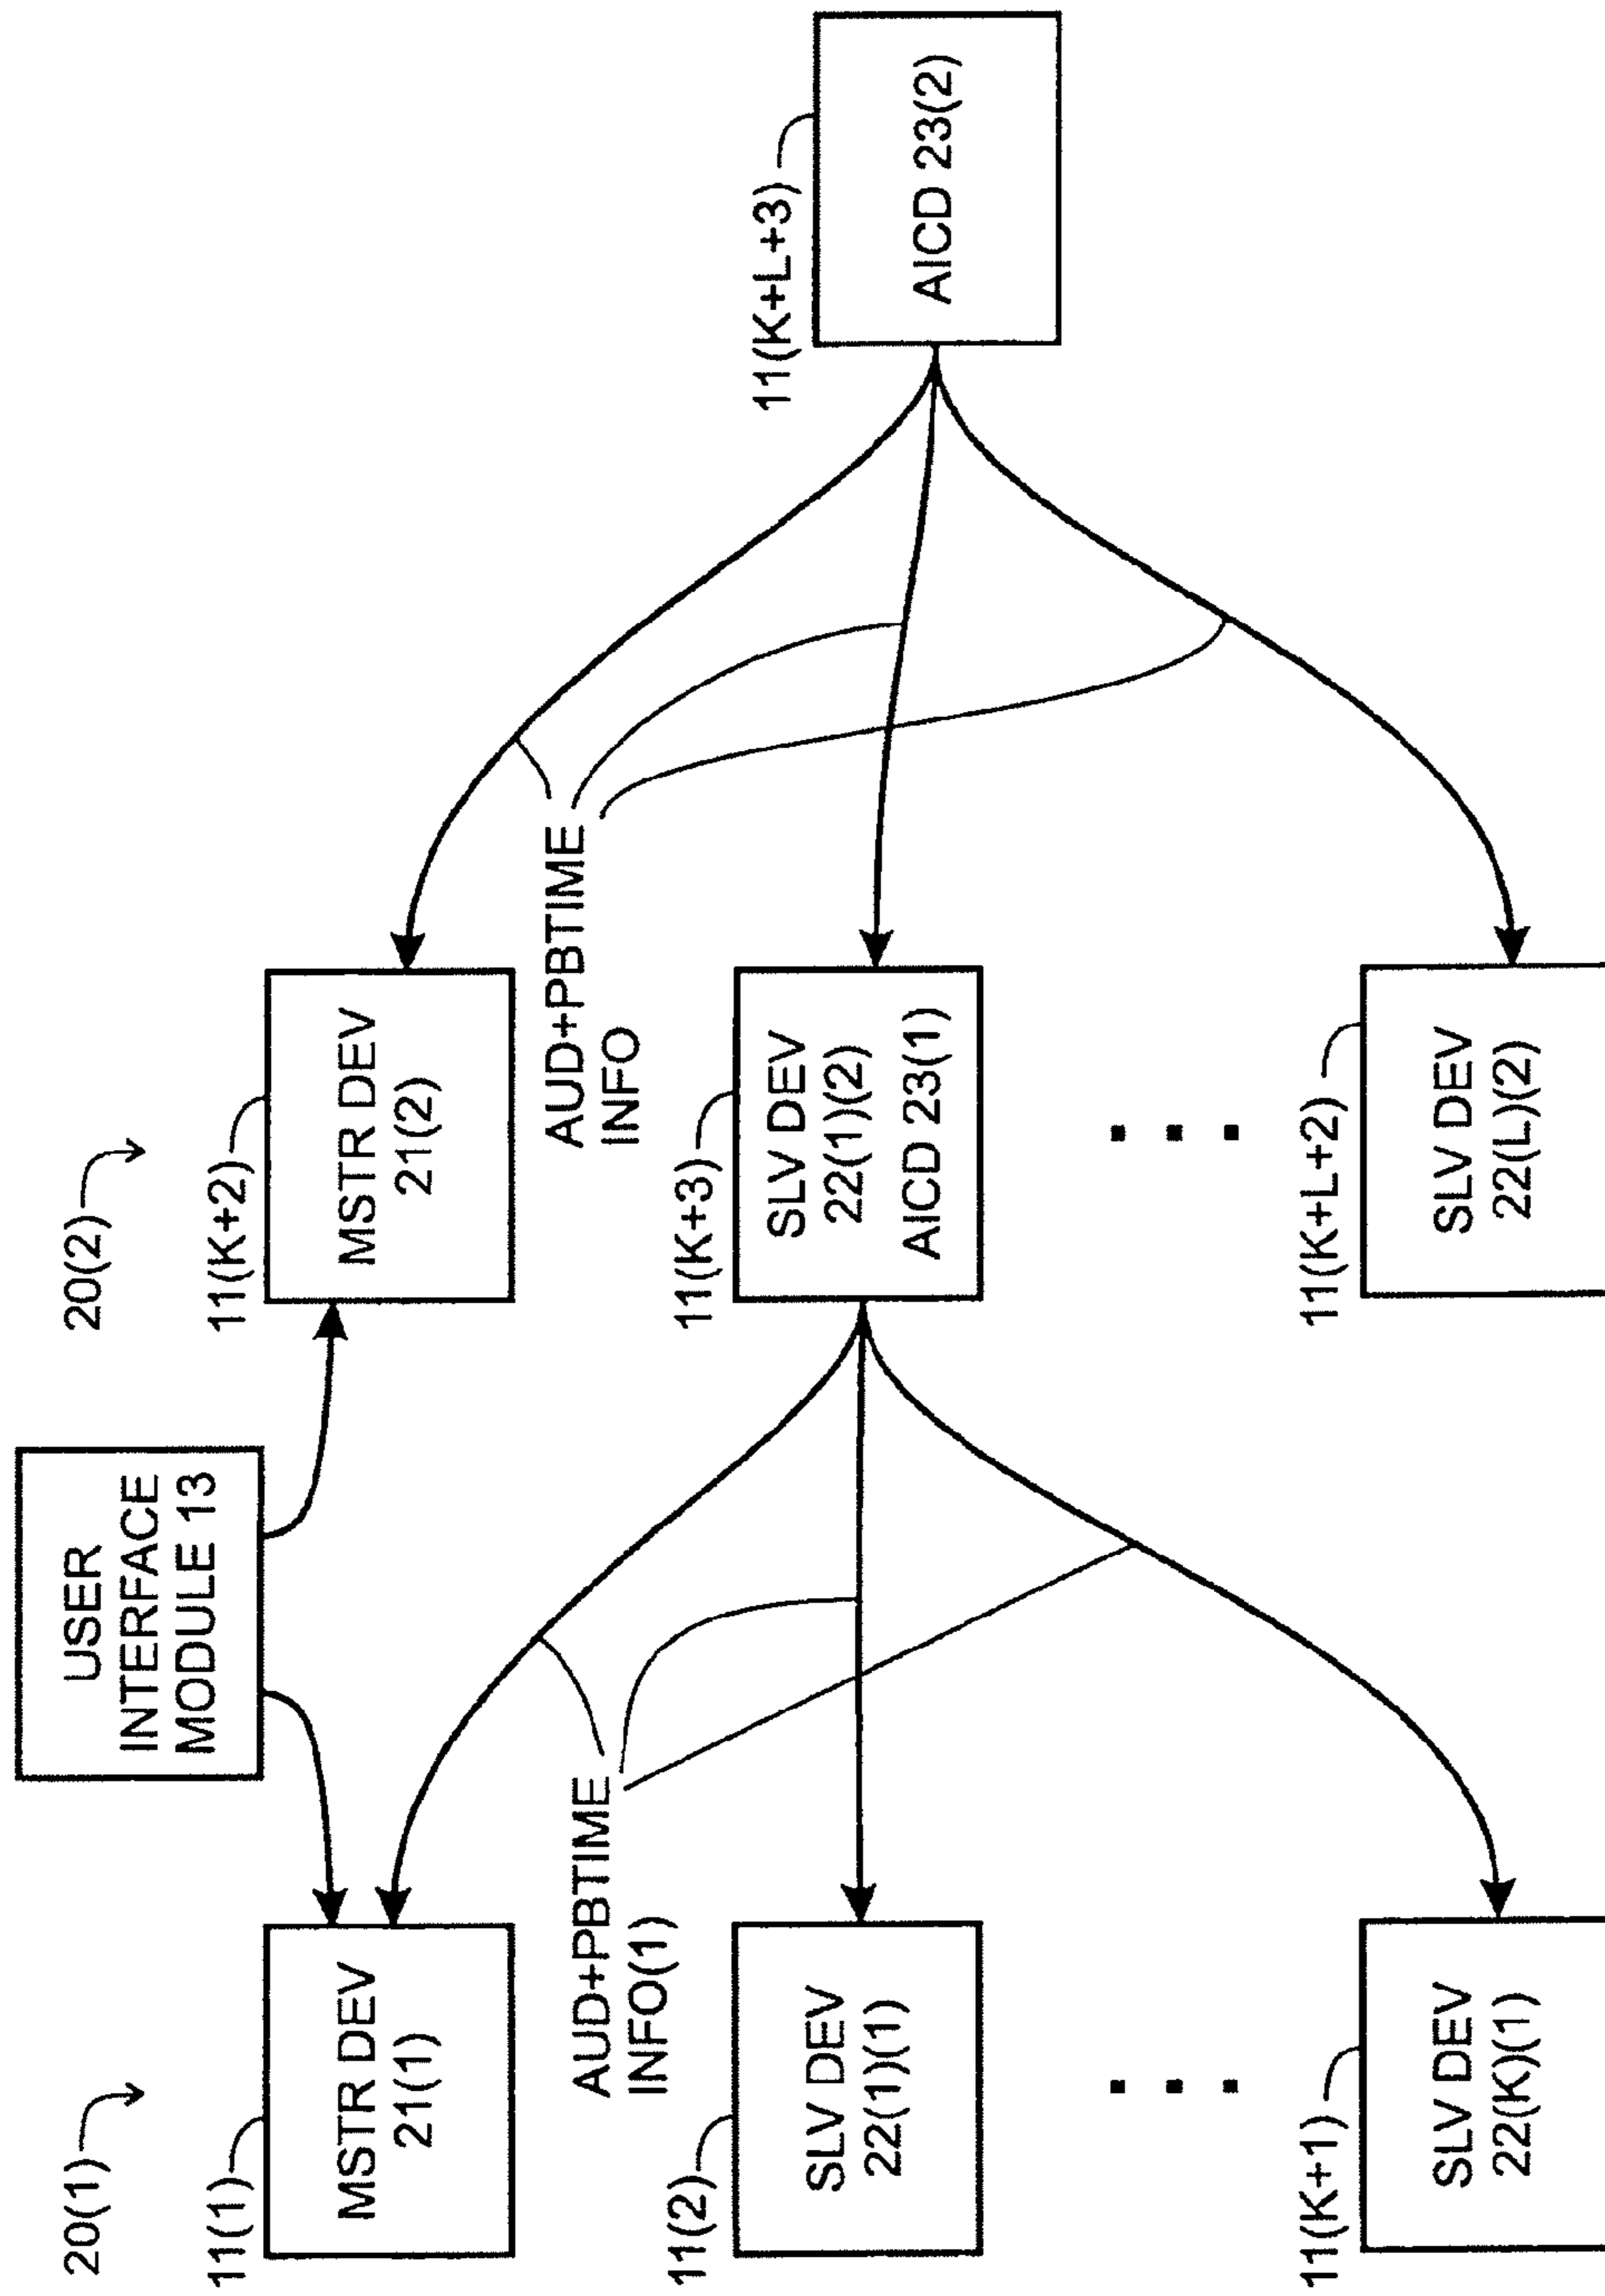 USER
INTERFACE
MODULE 13
20(1)
20(2)
11(1)
MSTR DEV
21(1)
11(K+2)
MSTR DEV
21(2)
AUD+PBTIME
INFO(1)
AUD+PBTIME
INFO
11(2)
SLV DEV
22(1)(1)
11(K+3)
SLV DEV
22(1)(2)
AICD 23(1)
11(K+L+3)
AICD 23(2)
11(K+1)
SLV DEV
22(K)(1)
11(K+L+2)
SLV DEV
22(L)(2)